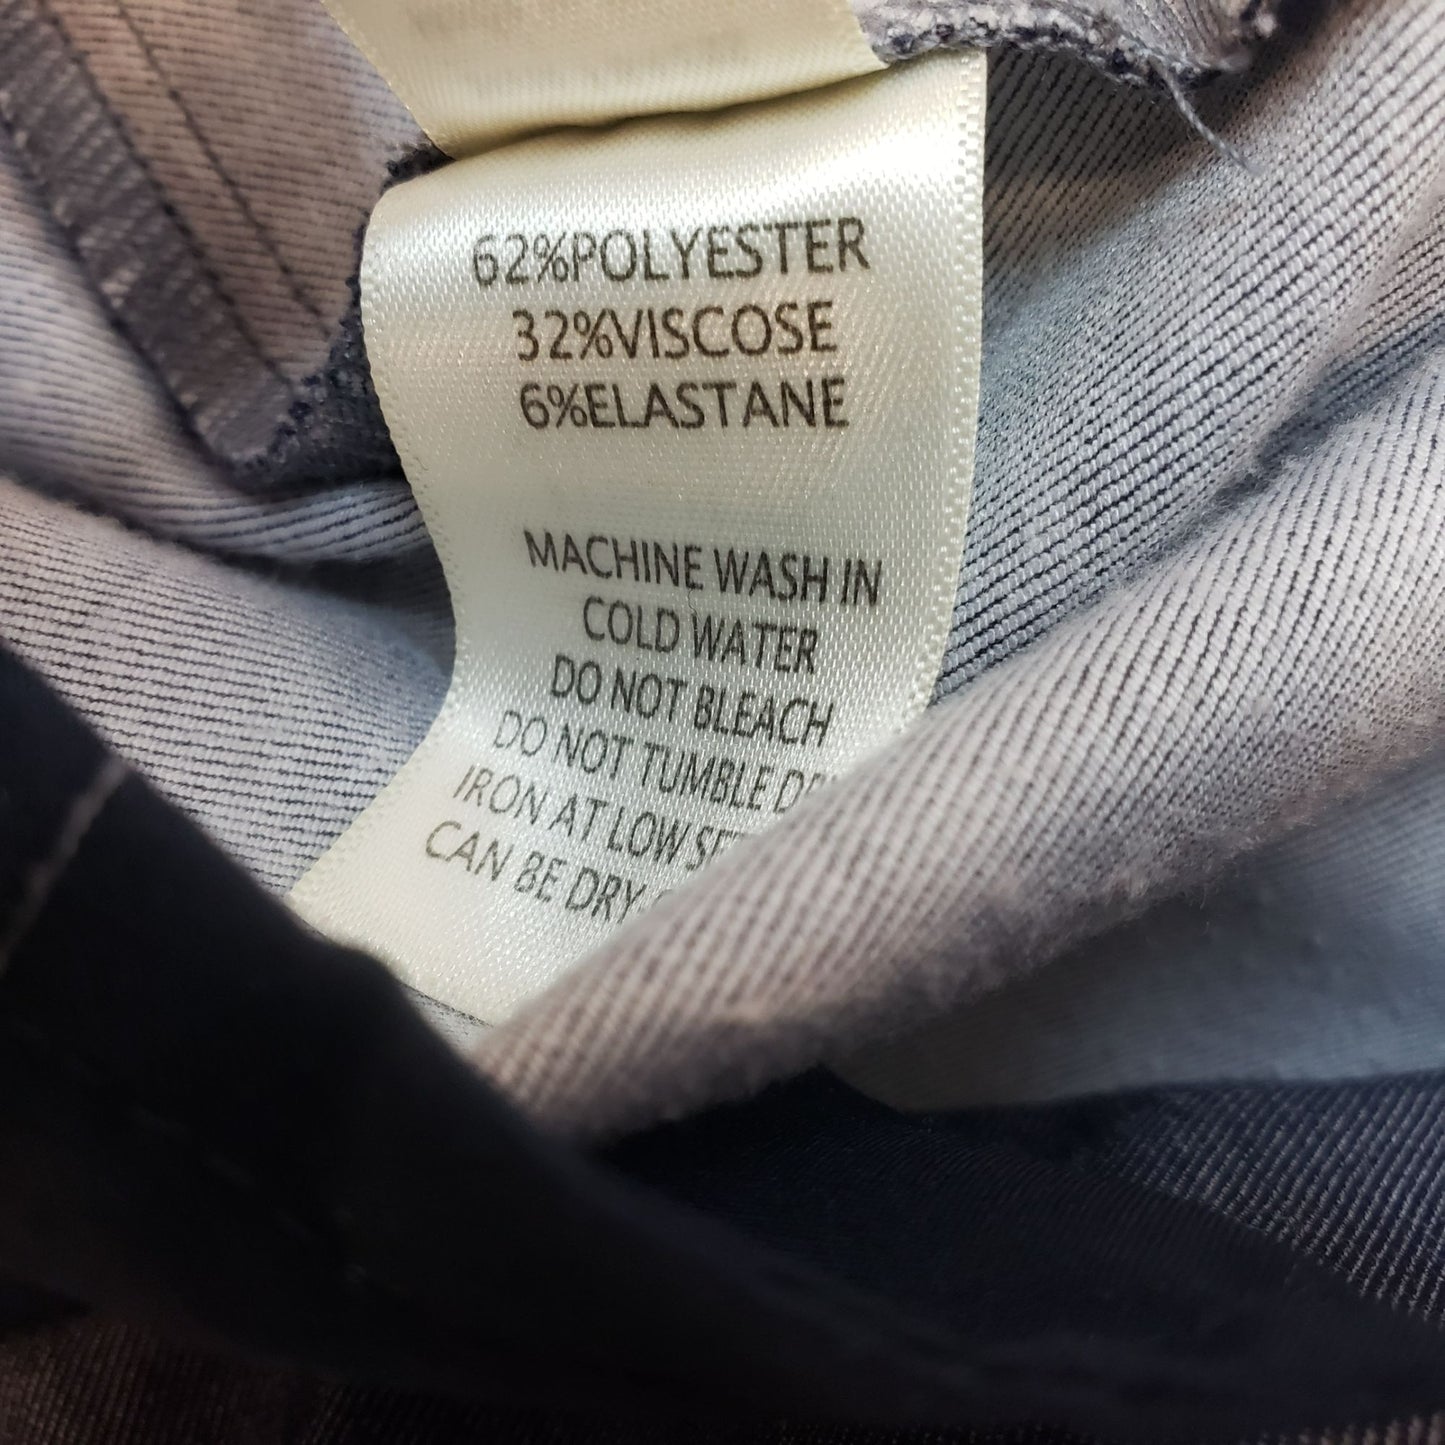 62%POLYESTER
32%VISCOSE
6%ELASTANE
MACHINE WASH IN
COLD WATER
DO NOT BLEACH
DO NOT TUMBLE
IRON AT LOW
CAN BE DRY